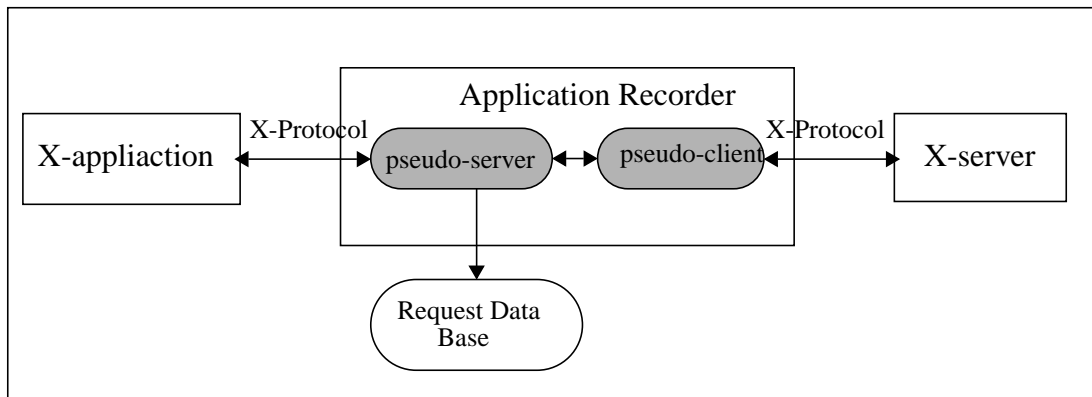 Application Recorder
X-Protocol
X-Protocol
X-appliaction
pseudo-server
pseudo-client
X-server
Request Data
Base